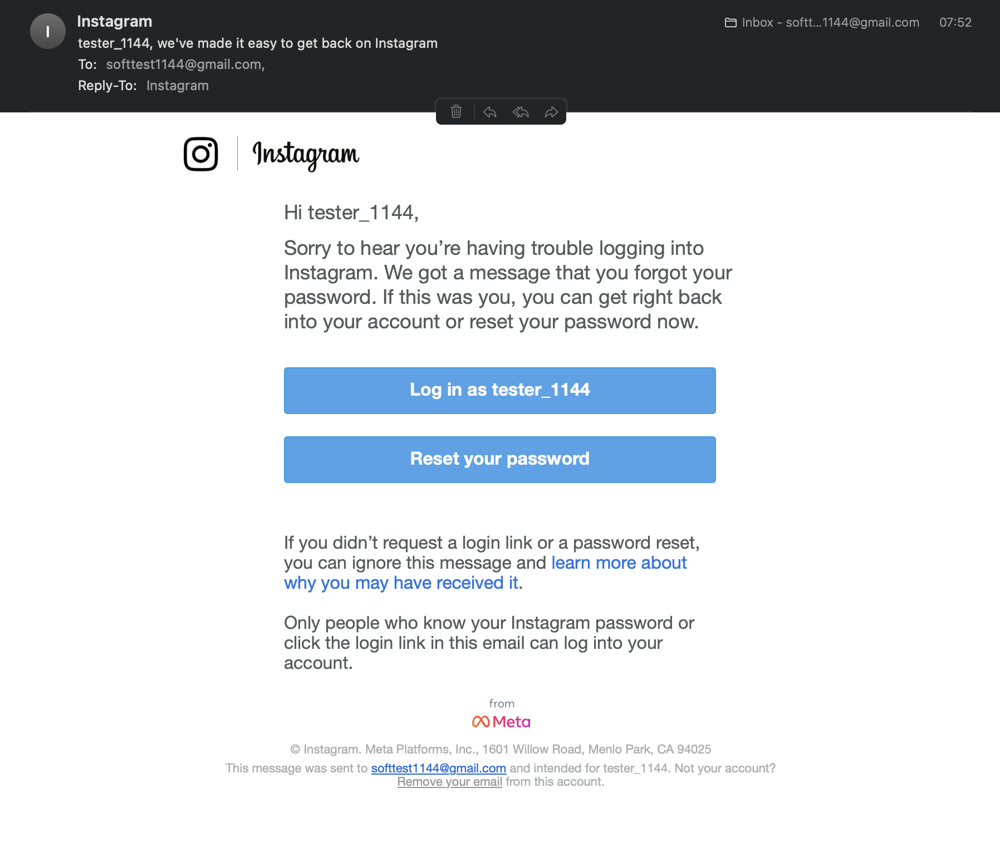 I
Instagram
Inbox - softt...1144@gmail.com 07:52
tester_1144, we've made it easy to get back on Instagram
To: softtest1144@gmail.com,
Reply-To: Instagram
Instagram
Hi tester_1144,
Sorry to hear you’re having trouble logging into
Instagram. We got a message that you forgot your
password. If this was you, you can get right back
into your account or reset your password now.
Log in as tester_1144
Reset your password
If you didn’t request a login link or a password reset,
you can ignore this message and learn more about
why you may have received it.
Only people who know your Instagram password or
click the login link in this email can log into your
account.
from
Meta
© Instagram. Meta Platforms, Inc., 1601 Willow Road, Menlo Park, CA 94025
This message was sent to softtest1144@gmail.com and intended for tester_1144. Not your account?
Remove your email from this account.